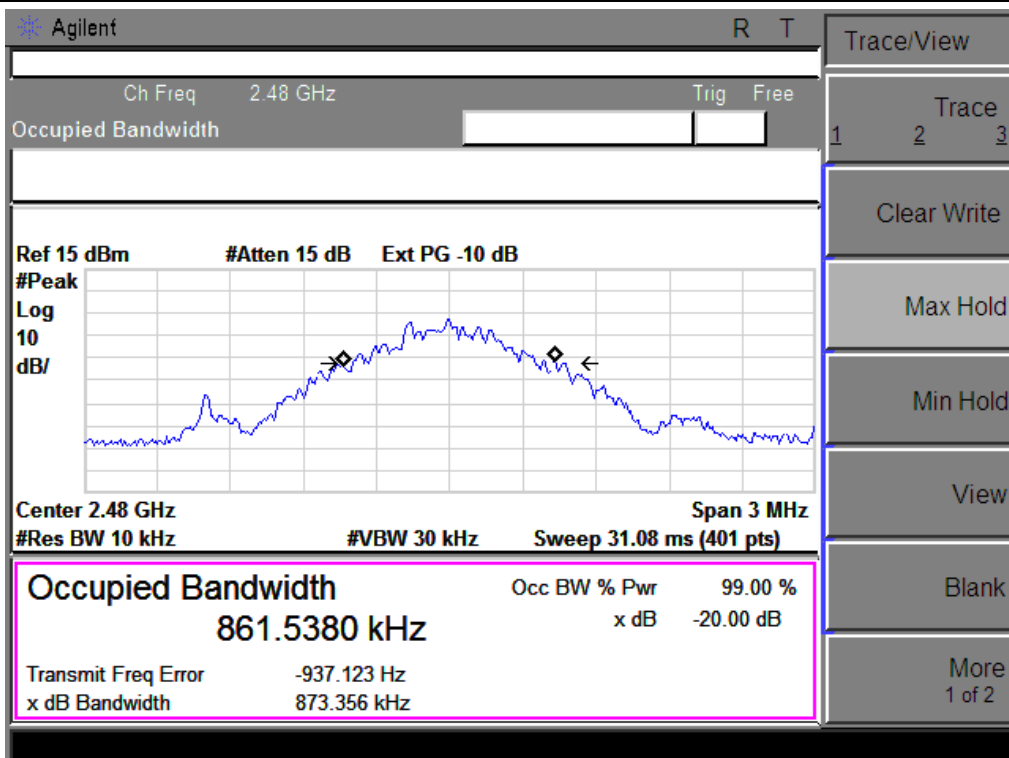 Agilent R T
Ch Freq 2.48 GHz Trig Free
Occupied Bandwidth
Ref 15 dBm #Atten 15 dB Ext PG -10 dB
#Peak
Log
10
dB/
Center 2.48 GHz Span 3 MHz
#Res BW 10 kHz #VBW 30 kHz Sweep 31.08 ms (401 pts)
Occupied Bandwidth Occ BW % Pwr 99.00 %
861.5380 kHz x dB -20.00 dB
Transmit Freq Error -937.123 Hz
x dB Bandwidth 873.356 kHz
Trace/View
Trace
1 2 3
Clear Write
Max Hold
Min Hold
View
Blank
More
1 of 2